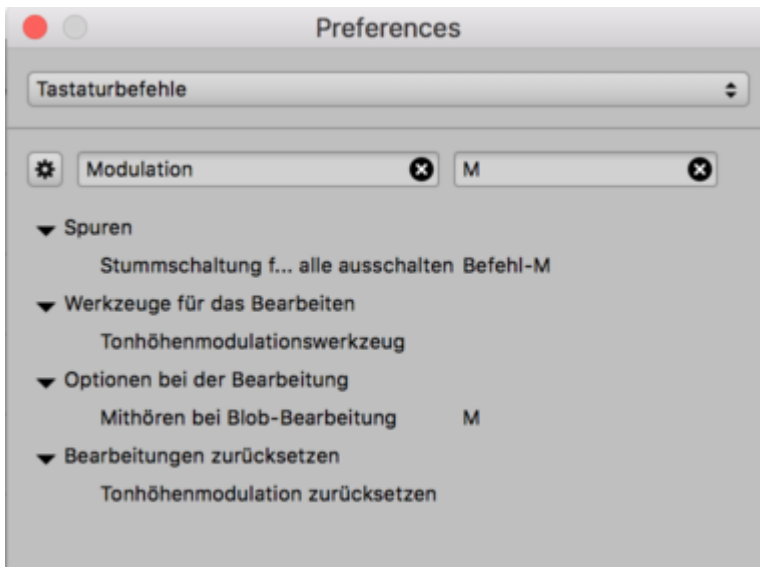 Preferences
Tastaturbefehle
Modulation M
Spuren
Stummschaltung f... alle ausschalten Befehl-M
Werkzeuge für das Bearbeiten
Tonhöhenmodulationswerkzeug
Optionen bei der Bearbeitung
Mithören bei Blob-Bearbeitung M
Bearbeitungen zurücksetzen
Tonhöhenmodulation zurücksetzen